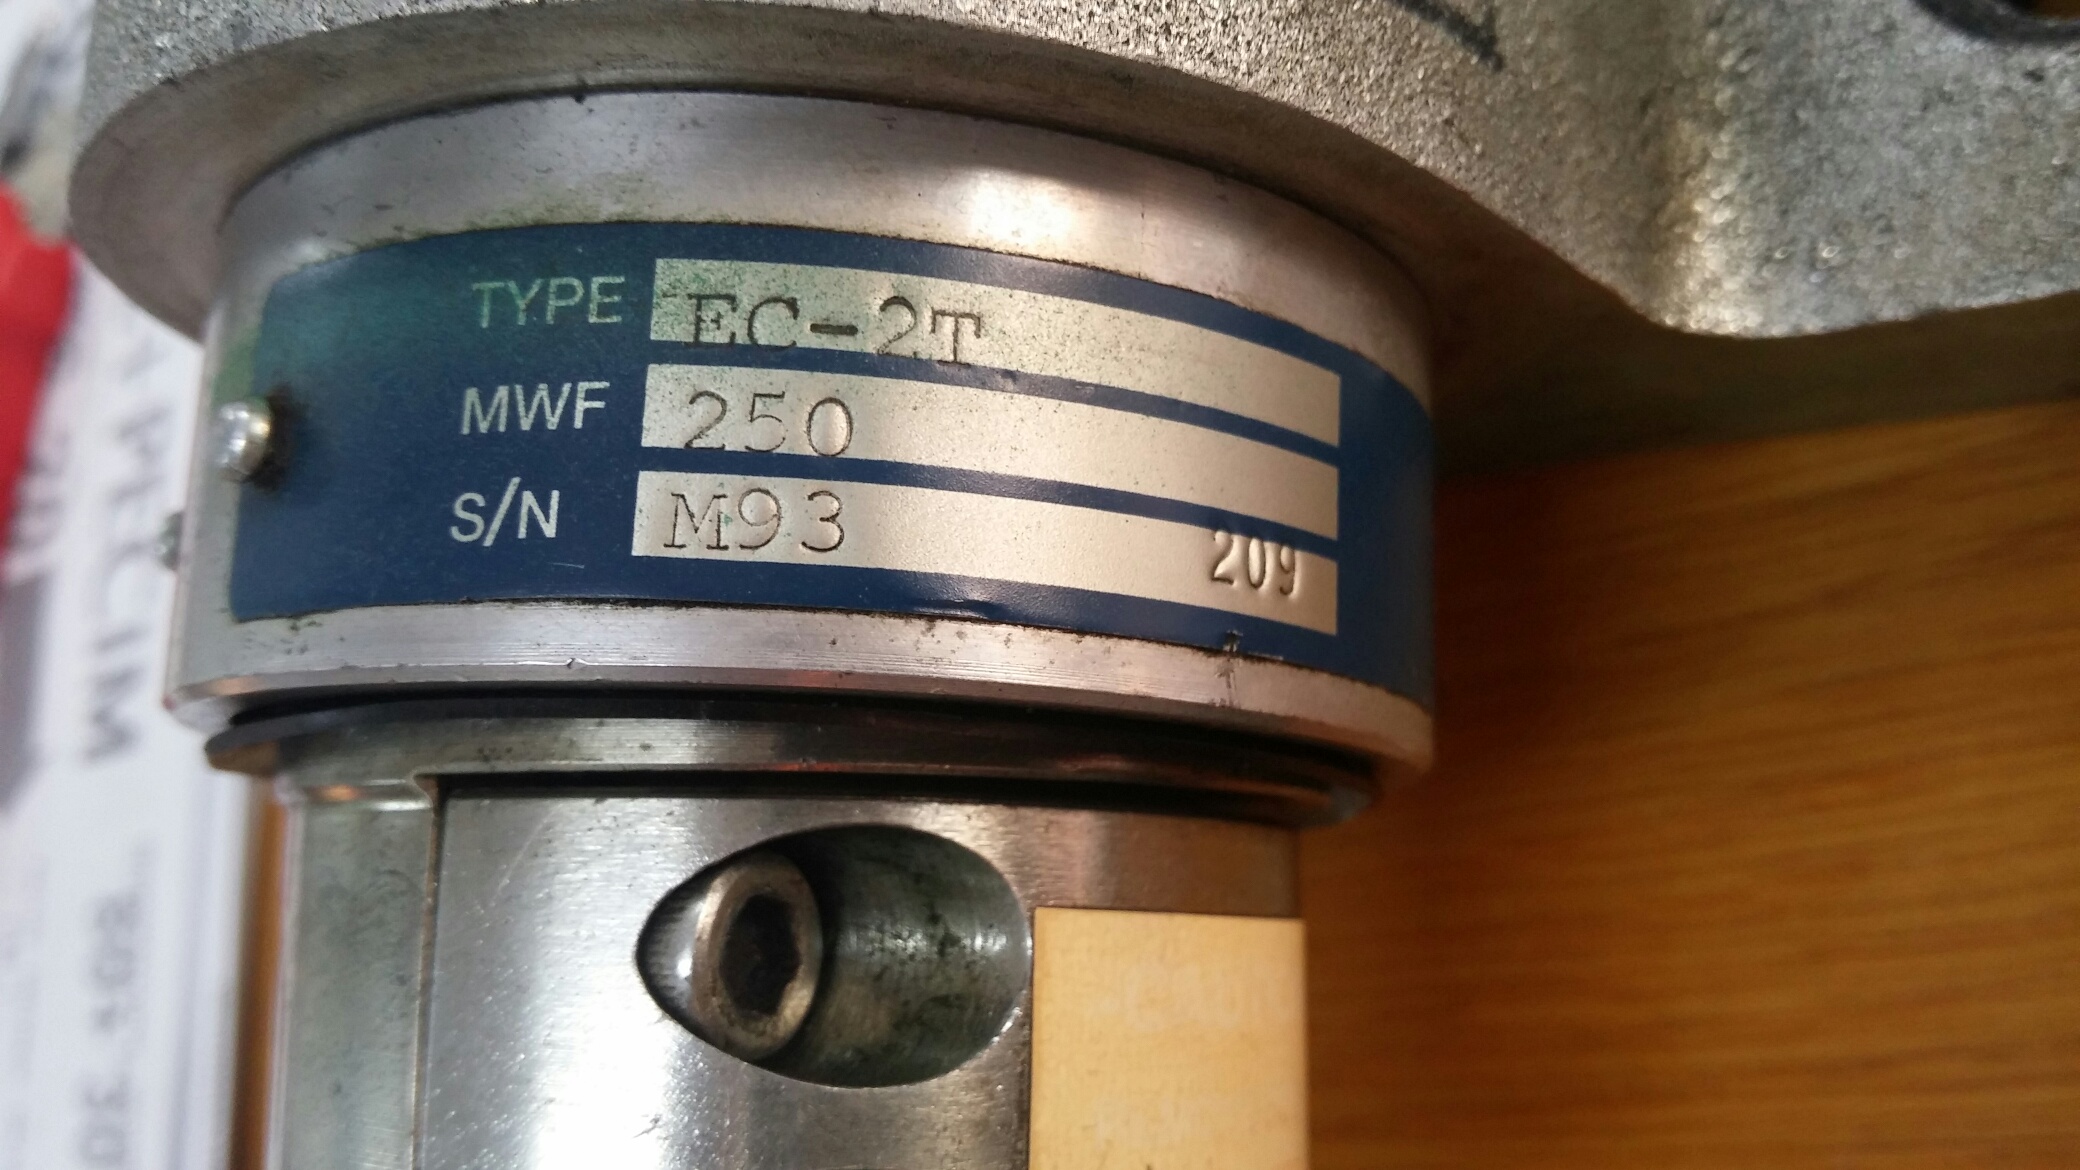 TYPE EC-2T
MWF 250
S/N M93 209